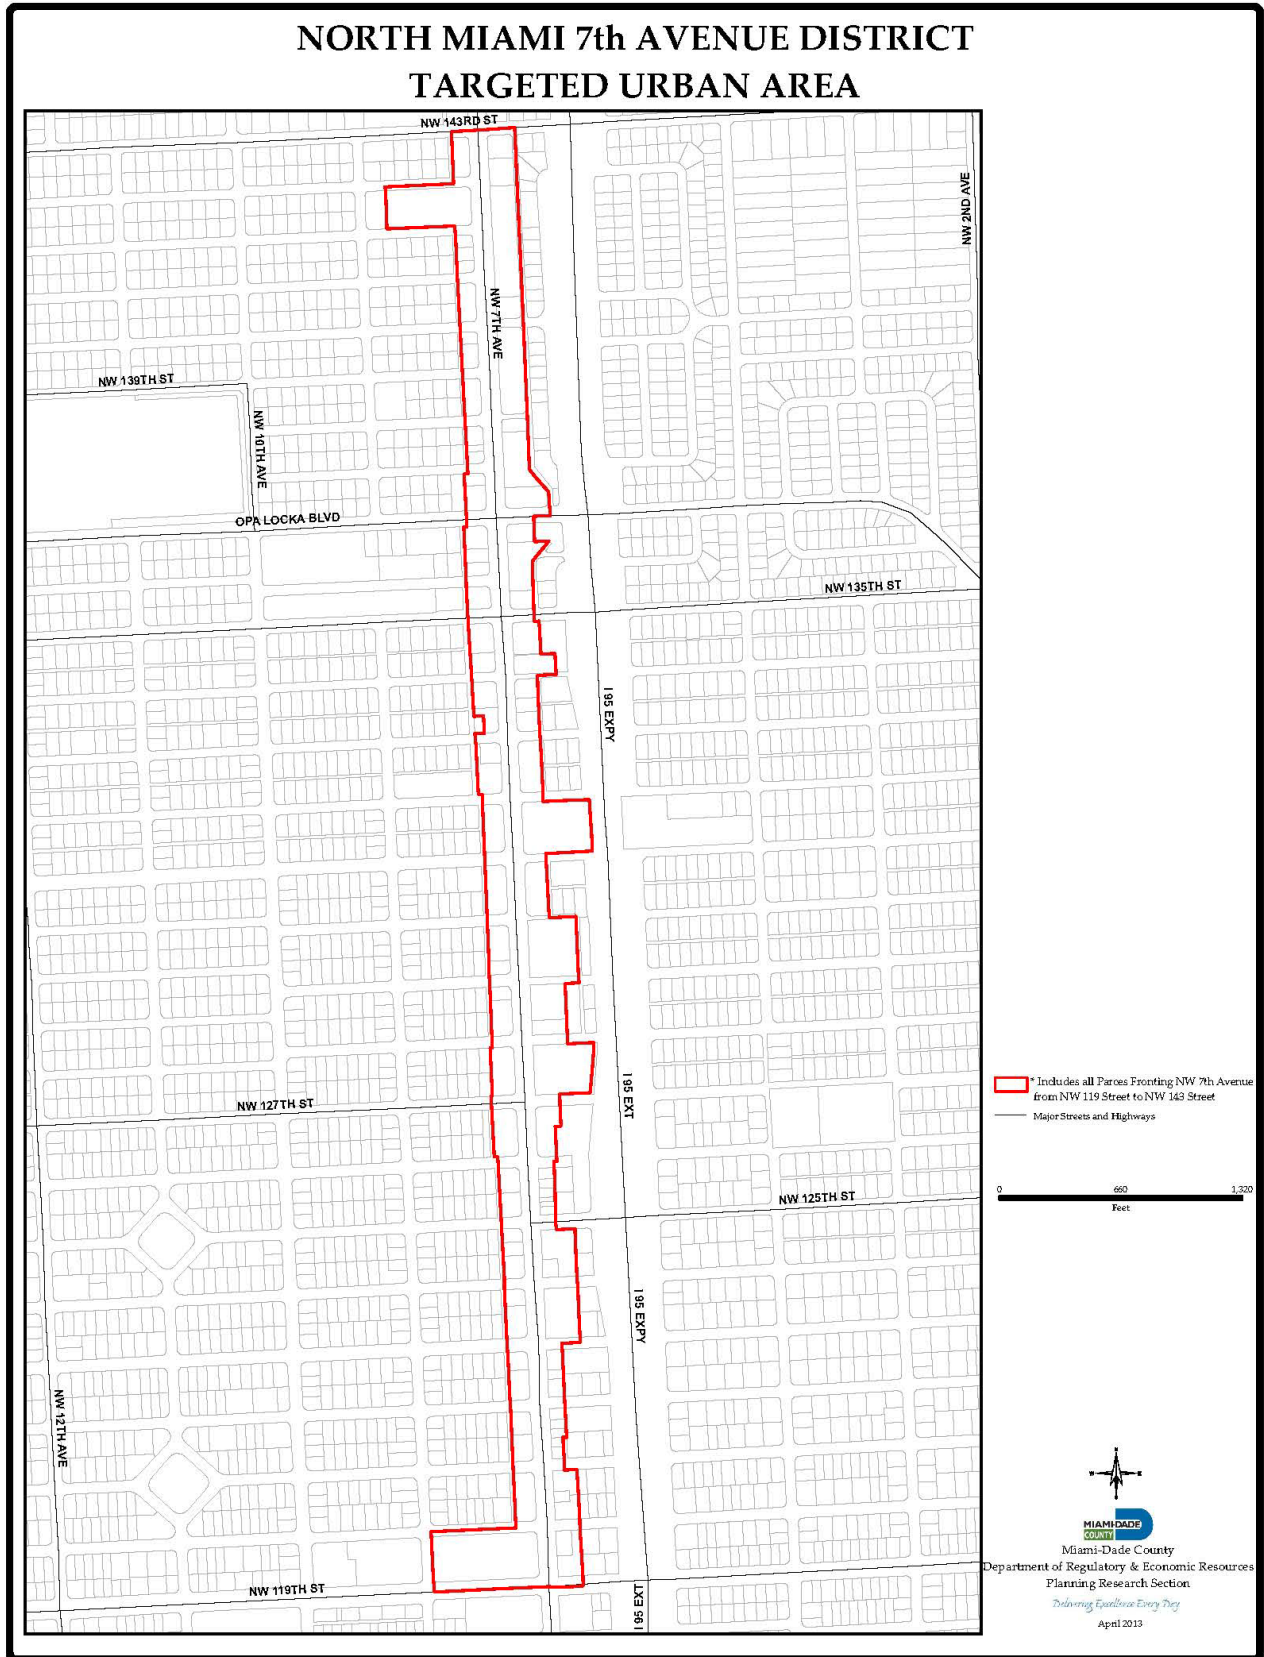 NORTH MIAMI 7th AVENUE DISTRICT
TARGETED URBAN AREA
NW 143RD ST
NW 2ND AVE
NW 7TH AVE
NW 139TH ST
NW 10TH AVE
OPA LOCKA BLVD
NW 135TH ST
I 95 EXPY
I 95 EXT
NW 127TH ST
NW 125TH ST
I 95 EXPY
NW 12TH AVE
NW 119TH ST
I 95 EXT
* Includes all Parces Fronting NW 7th Avenue
from NW 119 Street to NW 143 Street
Major Streets and Highways
0 660 1,320
Feet
N
W E
S
MIAMI-DADE
COUNTY
Miami-Dade County
Department of Regulatory & Economic Resources
Planning Research Section
Delivering Excellence Every Day
April 2013